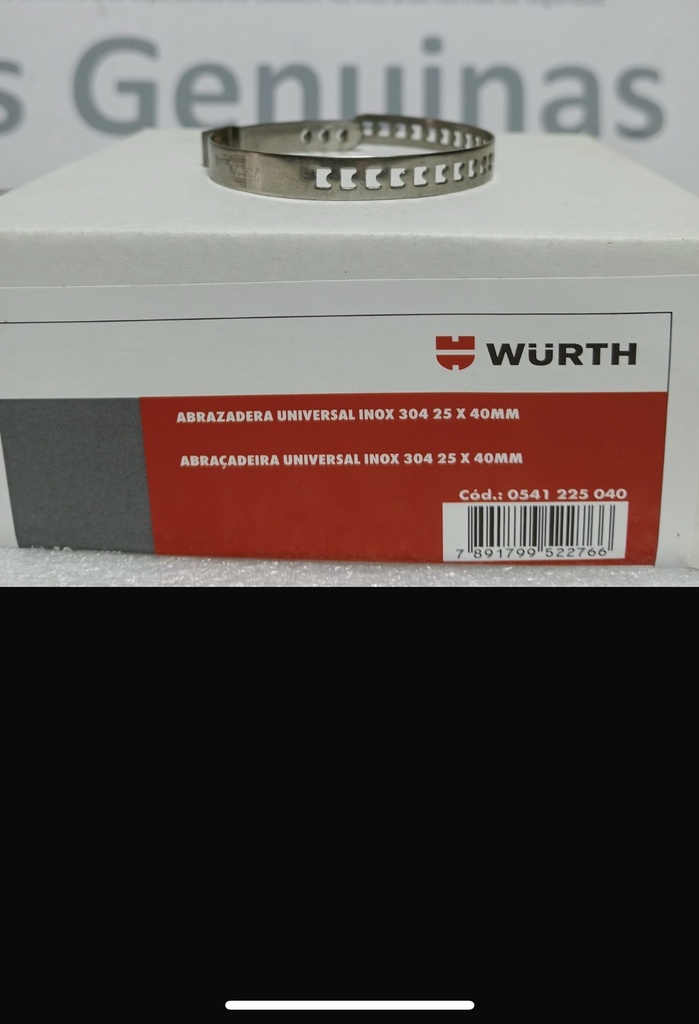 s Genuinas
WÜRTH
ABRAZADERA UNIVERSAL INOX 304 25 X 40MM
ABRAÇADEIRA UNIVERSAL INOX 304 25 X 40MM
Cód.: 0541 225 040
7 891799 522766